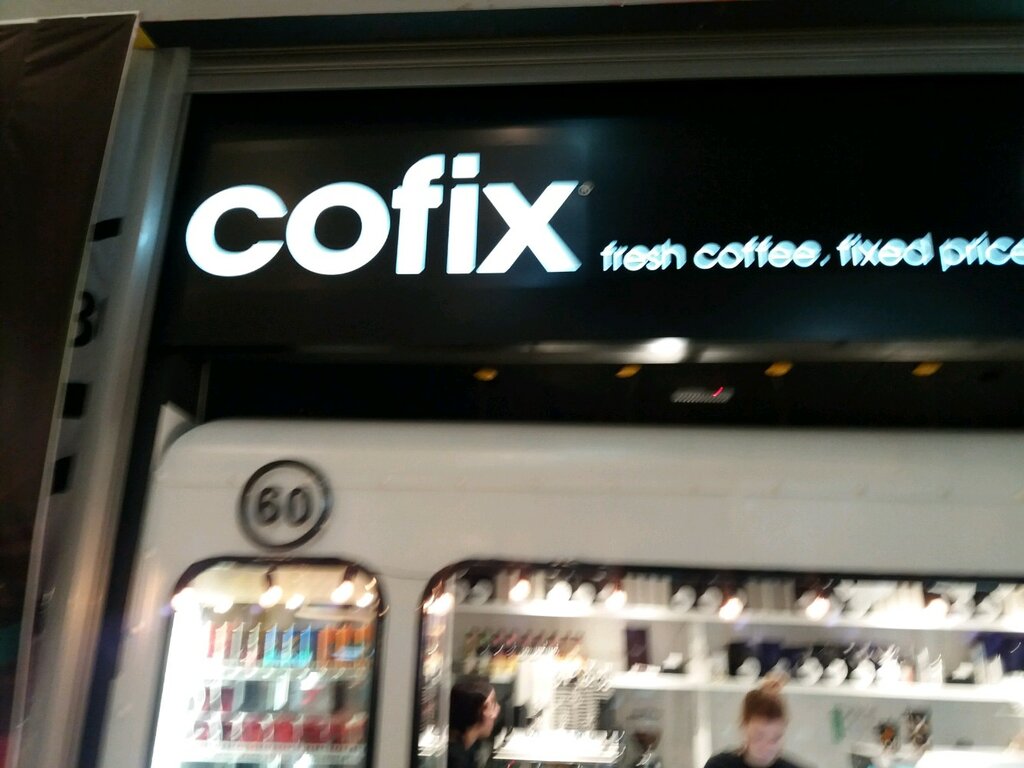 cofix®
fresh coffee. fixed price
60